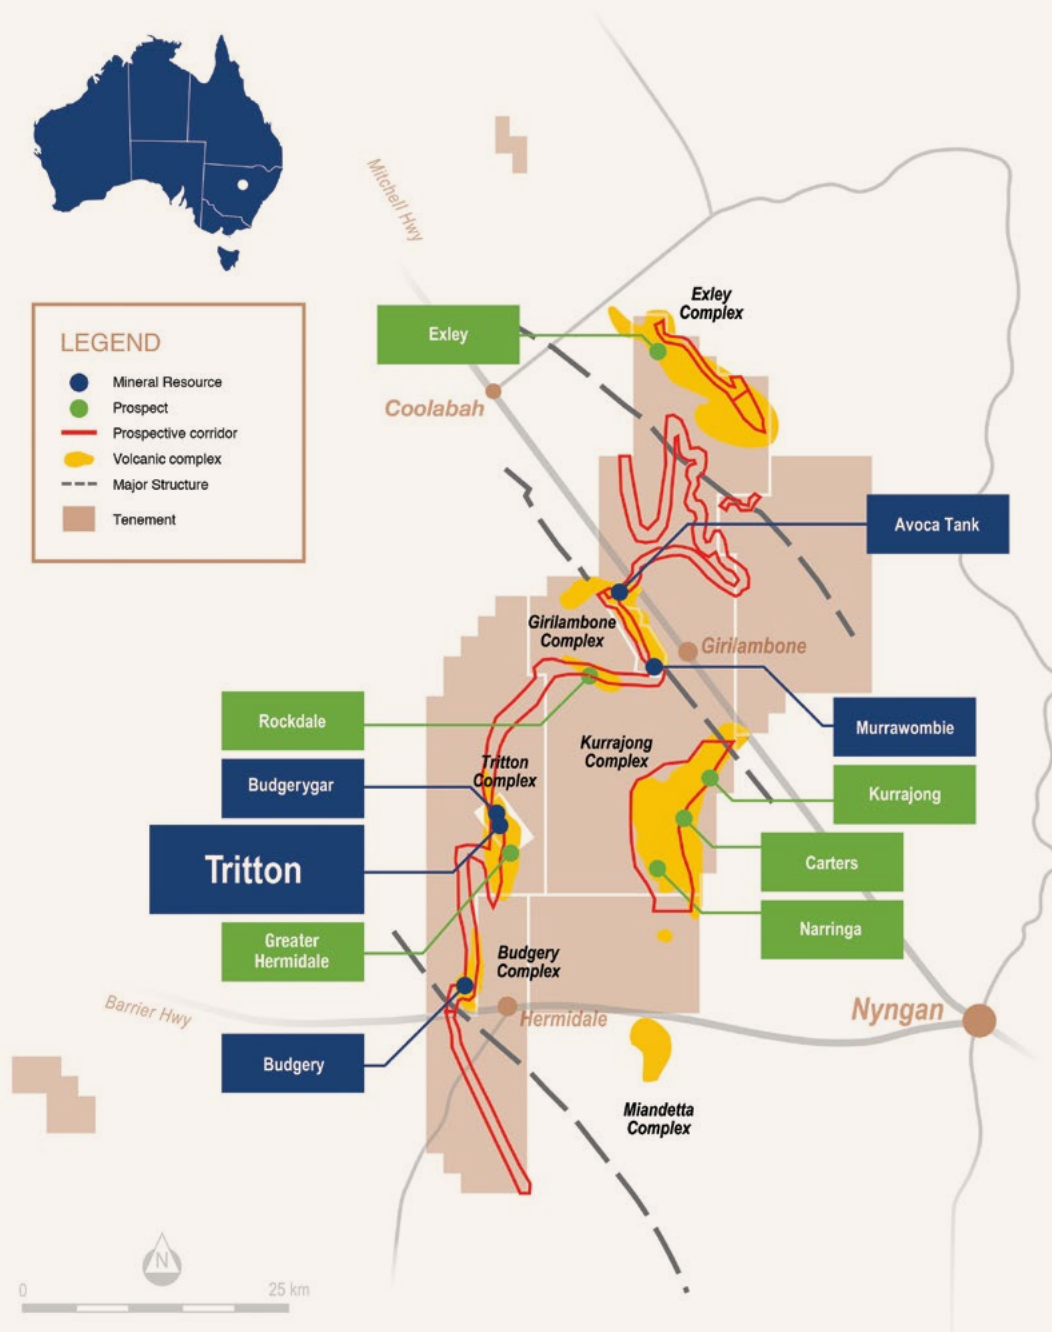 Mitchell Hwy
Exley
Complex
Exley
LEGEND
Mineral Resource
Prospect
Prospective corridor
Volcanic complex
Major Structure
Tenement
Coolabah
Avoca Tank
Girilambone
Complex
Girilambone
Rockdale
Murrawombie
Kurrajong
Complex
Tritton
Complex
Budgerygar
Kurrajong
Tritton
Carters
Narringa
Greater
Hermidale
Budgery
Complex
Barrier Hwy
Hermidale
Nyngan
Budgery
Miandetta
Complex
N
0
25 km